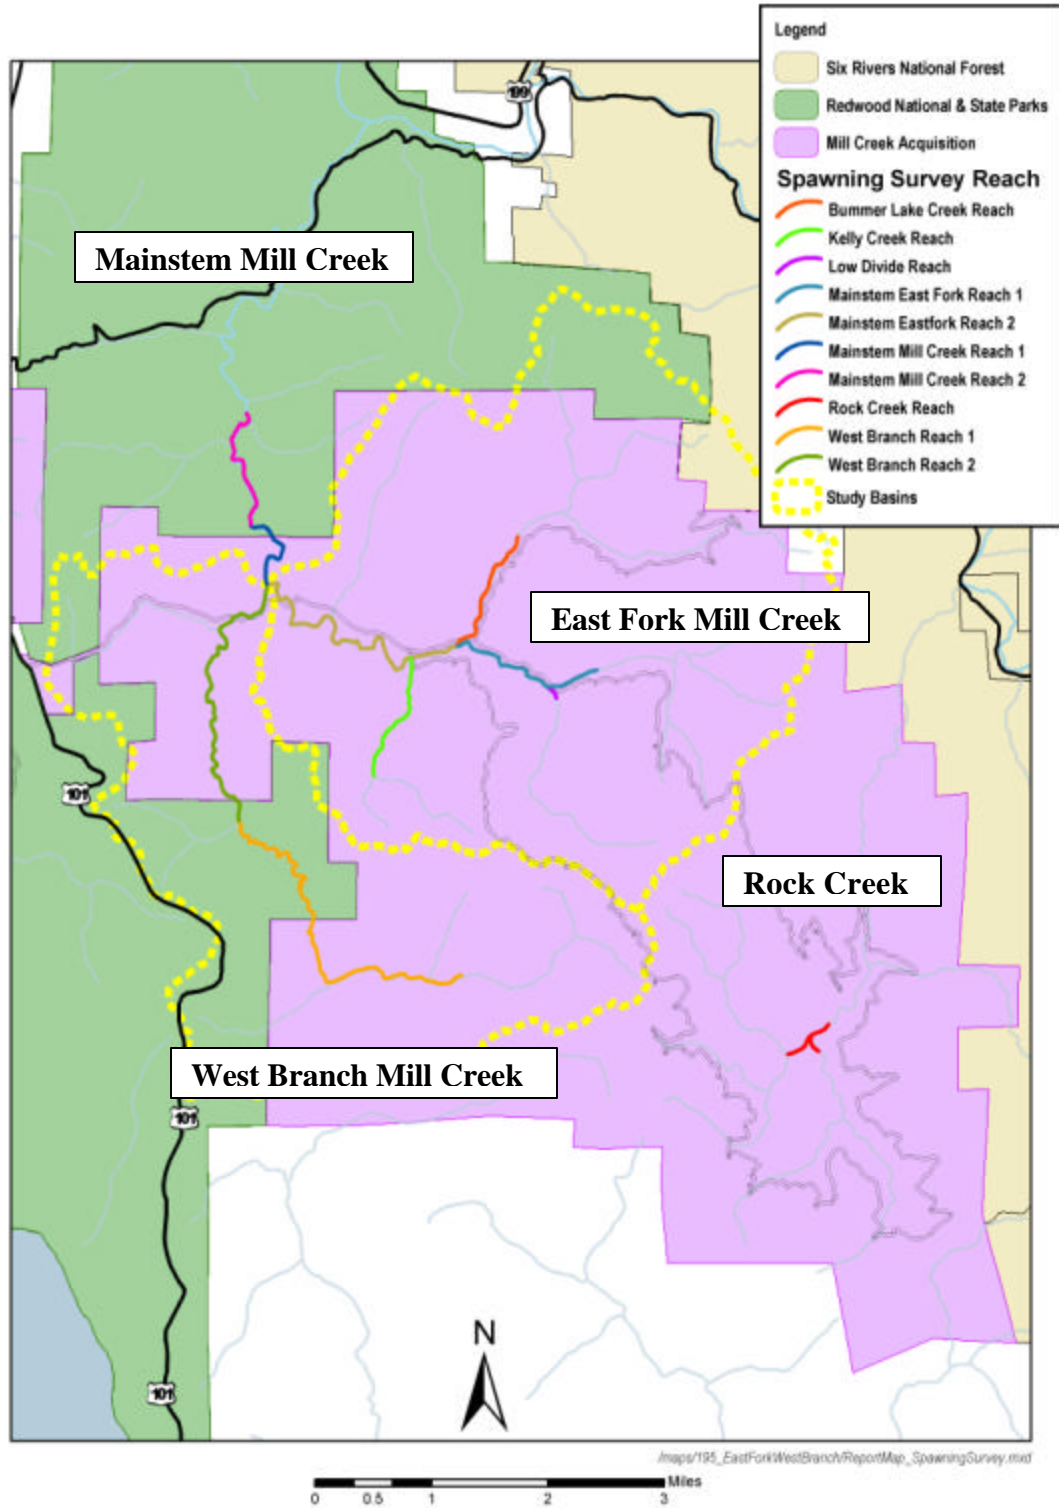 Legend
Six Rivers National Forest
Redwood National & State Parks
Mill Creek Acquisition
Spawning Survey Reach
Bummer Lake Creek Reach
Kelly Creek Reach
Low Divide Reach
Mainstem East Fork Reach 1
Mainstem Eastfork Reach 2
Mainstem Mill Creek Reach 1
Mainstem Mill Creek Reach 2
Rock Creek Reach
West Branch Reach 1
West Branch Reach 2
Study Basins
199
Mainstem Mill Creek
East Fork Mill Creek
101
Rock Creek
West Branch Mill Creek
101
N
101
/maps/195_EastForkWestBranch/ReportMap_SpawningSurvey.mxd
Miles
0 0.5 1 2 3